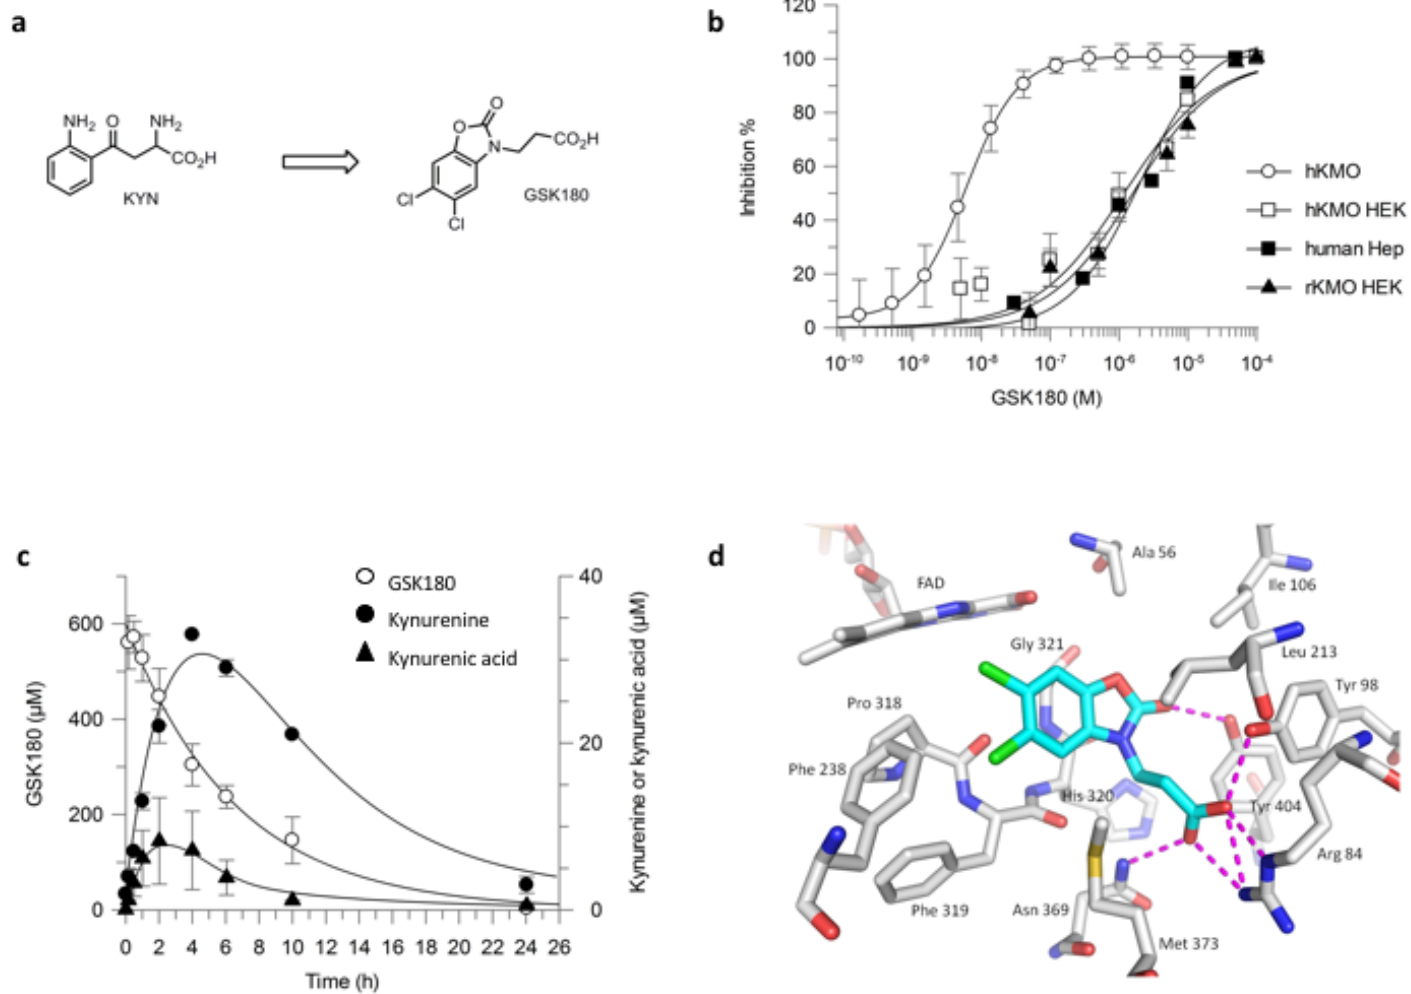 a
NH₂ O NH₂
CO₂H
KYN
O
O
N
CO₂H
Cl
Cl
GSK180
b
Inhibition %
120
100
80
60
40
20
0
10⁻¹⁰ 10⁻⁹ 10⁻⁸ 10⁻⁷ 10⁻⁶ 10⁻⁵ 10⁻⁴
GSK180 (M)
hKMO
hKMO HEK
human Hep
rKMO HEK
c
GSK180
Kynurenine
Kynurenic acid
GSK180 (µM)
600
400
200
0
40
20
0
Kynurenine or kynurenic acid (µM)
0 2 4 6 8 10 12 14 16 18 20 22 24 26
Time (h)
d
Ala 56
FAD
Ile 106
Gly 321
Leu 213
Tyr 98
Pro 318
Phe 238
His 320
Tyr 404
Arg 84
Phe 319
Asn 369
Met 373